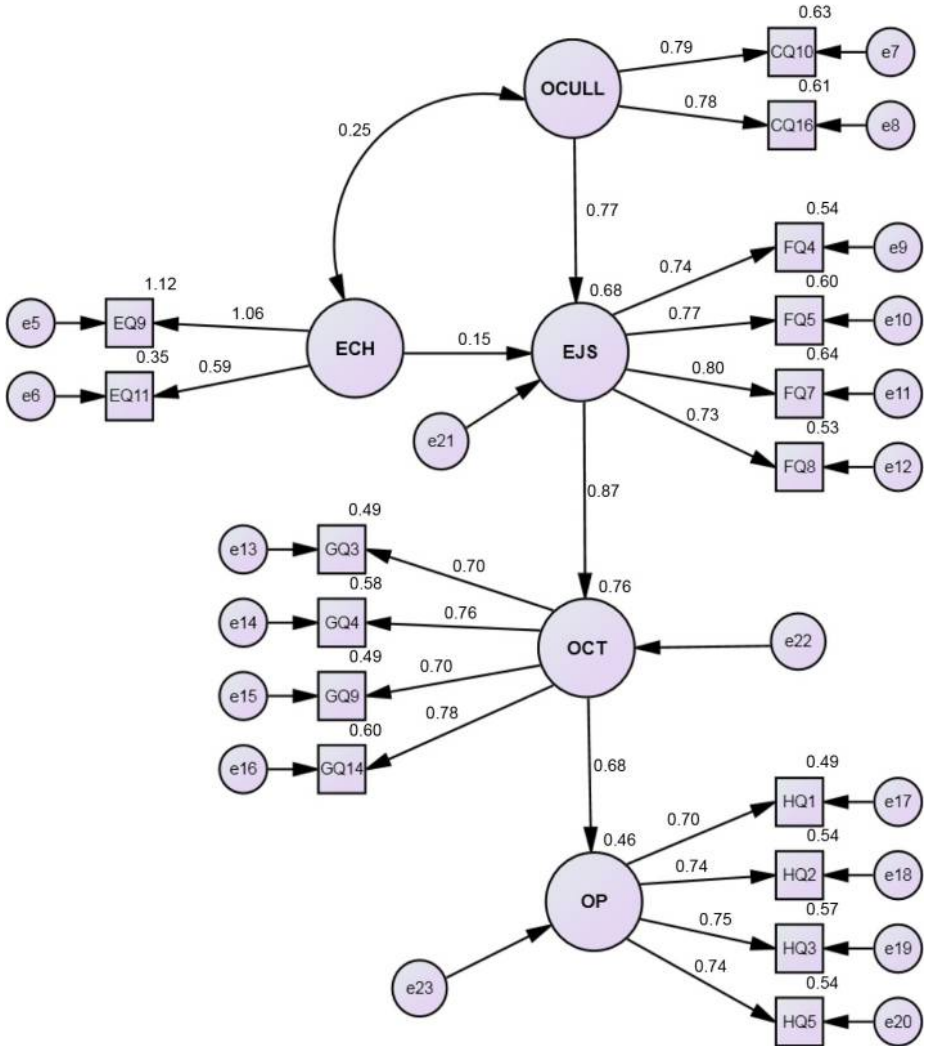 0.63
0.79
CQ10
e7
OCULL
0.61
0.78
CQ16
e8
0.25
0.77
0.54
0.74
FQ4
e9
0.68
0.60
1.12
0.77
FQ5
e10
e5
EQ9
1.06
ECH
0.15
EJS
0.64
0.35
0.59
0.80
FQ7
e11
e6
EQ11
0.73
0.53
e21
FQ8
e12
0.87
0.49
e13
GQ3
0.70
0.58
0.76
e14
GQ4
0.76
OCT
e22
0.49
0.70
e15
GQ9
0.78
0.60
e16
GQ14
0.68
0.49
0.70
HQ1
e17
0.46
0.54
0.74
HQ2
e18
OP
0.57
0.75
HQ3
e19
0.74
0.54
e23
HQ5
e20